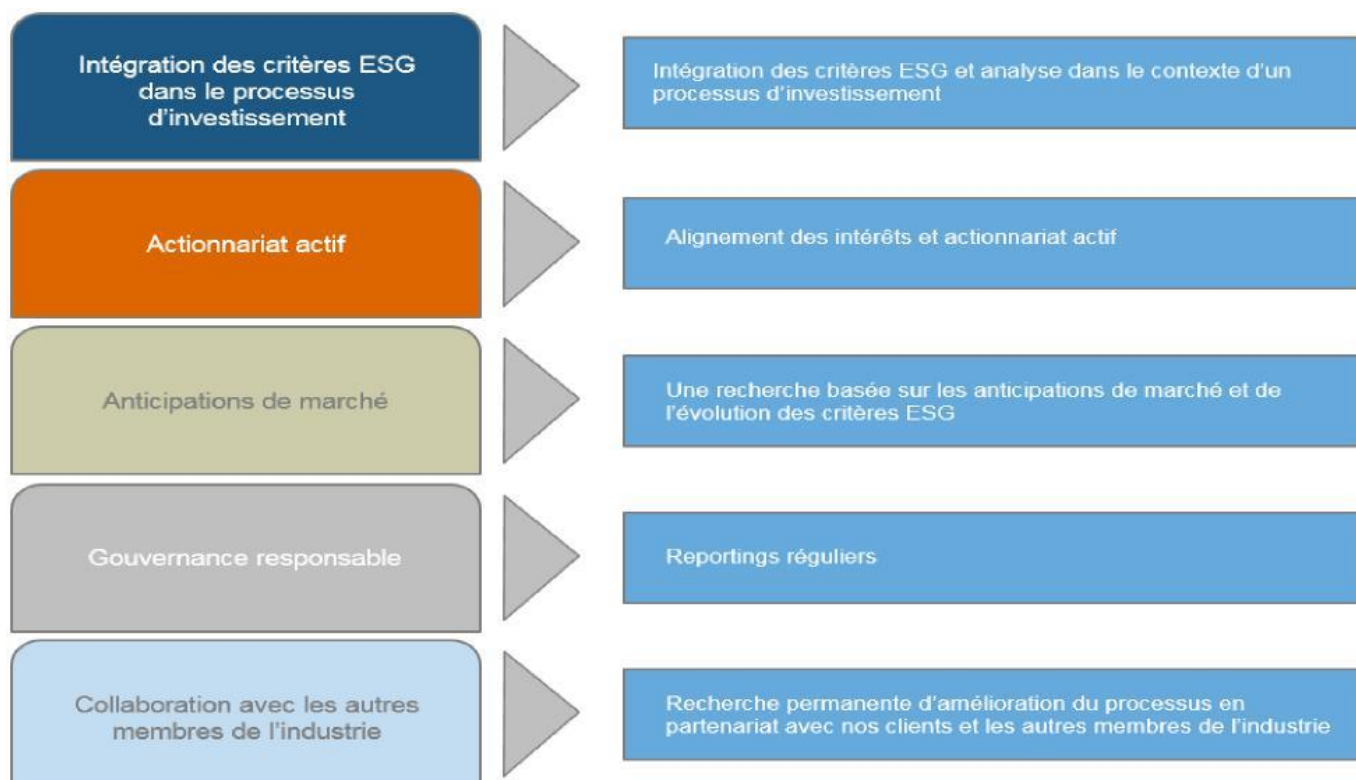 Intégration des critères ESG
dans le processus
d'investissement
Intégration des critères ESG et analyse dans le contexte d'un
processus d'investissement
Actionnariat actif
Alignement des intérêts et actionnariat actif
Anticipations de marché
Une recherche basée sur les anticipations de marché et de
l'évolution des critères ESG
Gouvernance responsable
Reportings réguliers
Collaboration avec les autres
membres de l'industrie
Recherche permanente d'amélioration du processus en
partenariat avec nos clients et les autres membres de l'industrie